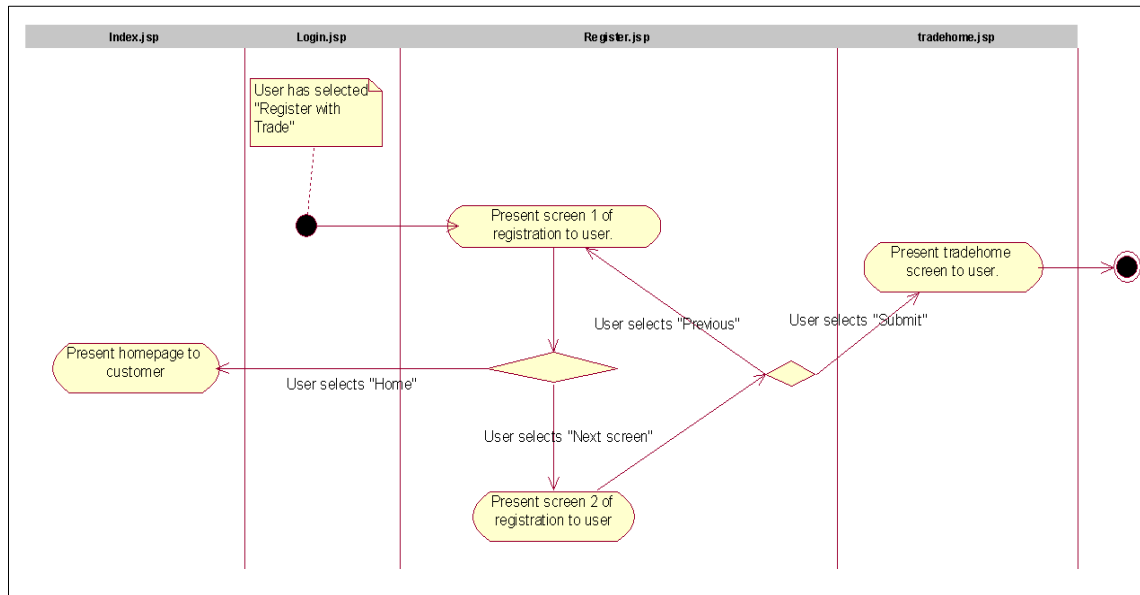 Index.jsp
Login.jsp
Register.jsp
tradehome.jsp
User has selected
"Register with
Trade"
Present screen 1 of
registration to user.
Present tradehome
screen to user.
User selects "Previous"
User selects "Submit"
Present homepage to
customer
User selects "Home"
User selects "Next screen"
Present screen 2 of
registration to user